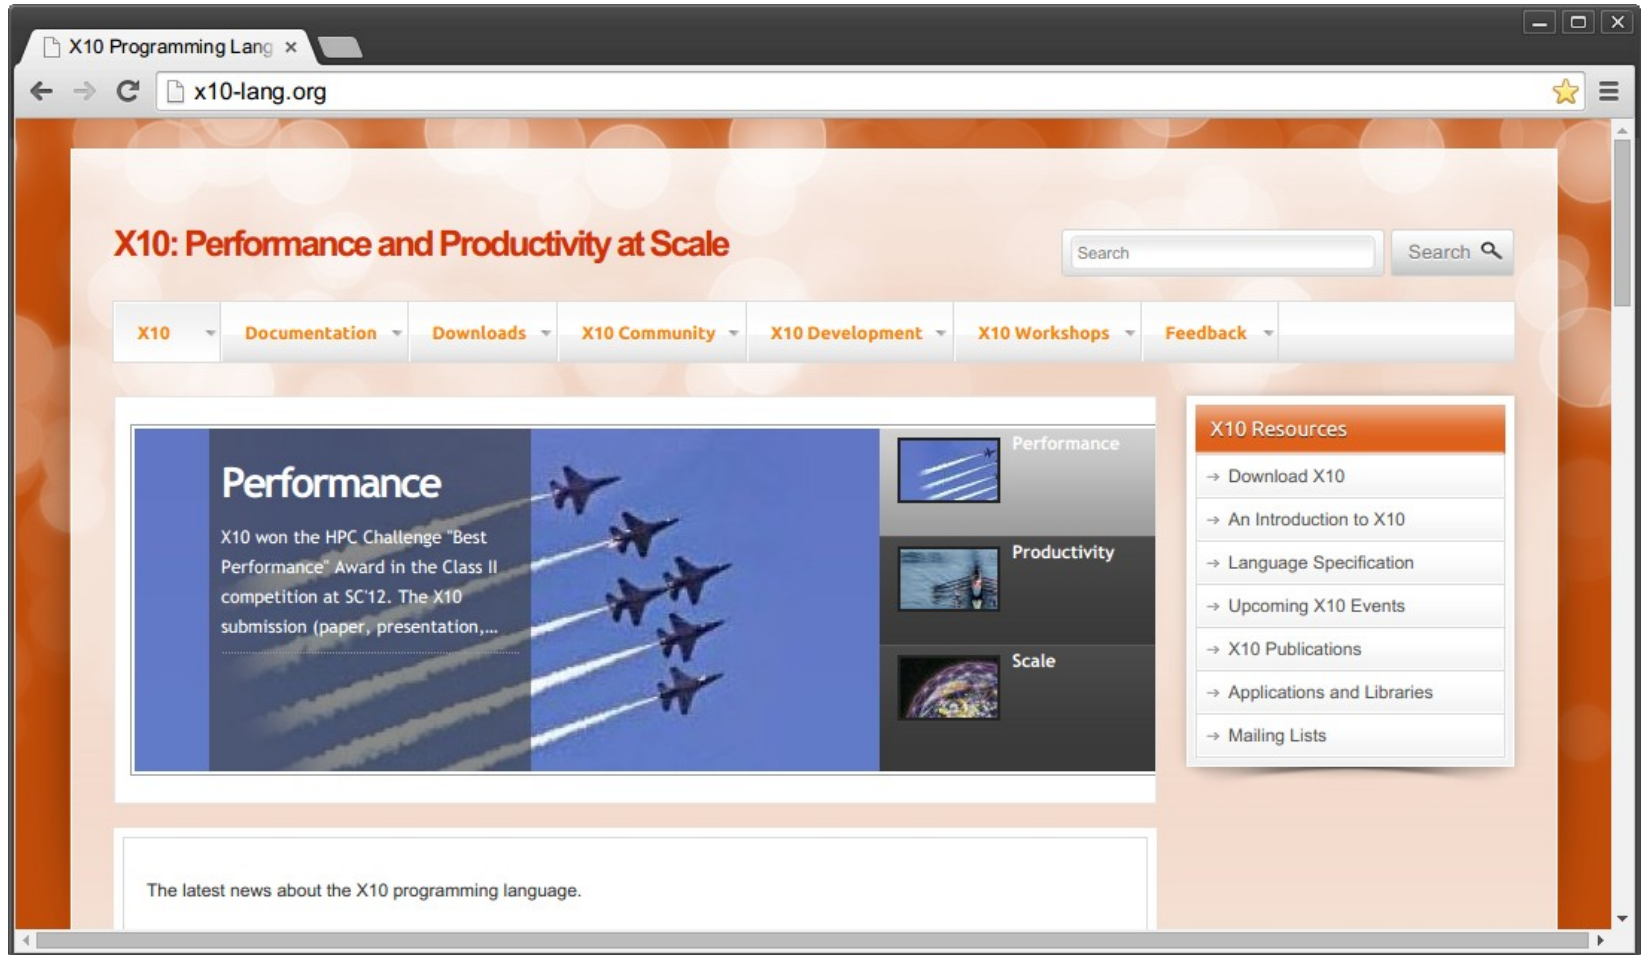 X10 Programming Lang
x10-lang.org
X10: Performance and Productivity at Scale
Search
Search
X10
Documentation
Downloads
X10 Community
X10 Development
X10 Workshops
Feedback
Performance
X10 won the HPC Challenge "Best
Performance" Award in the Class II
competition at SC'12. The X10
submission (paper, presentation,...
Performance
Productivity
Scale
X10 Resources
→ Download X10
→ An Introduction to X10
→ Language Specification
→ Upcoming X10 Events
→ X10 Publications
→ Applications and Libraries
→ Mailing Lists
The latest news about the X10 programming language.